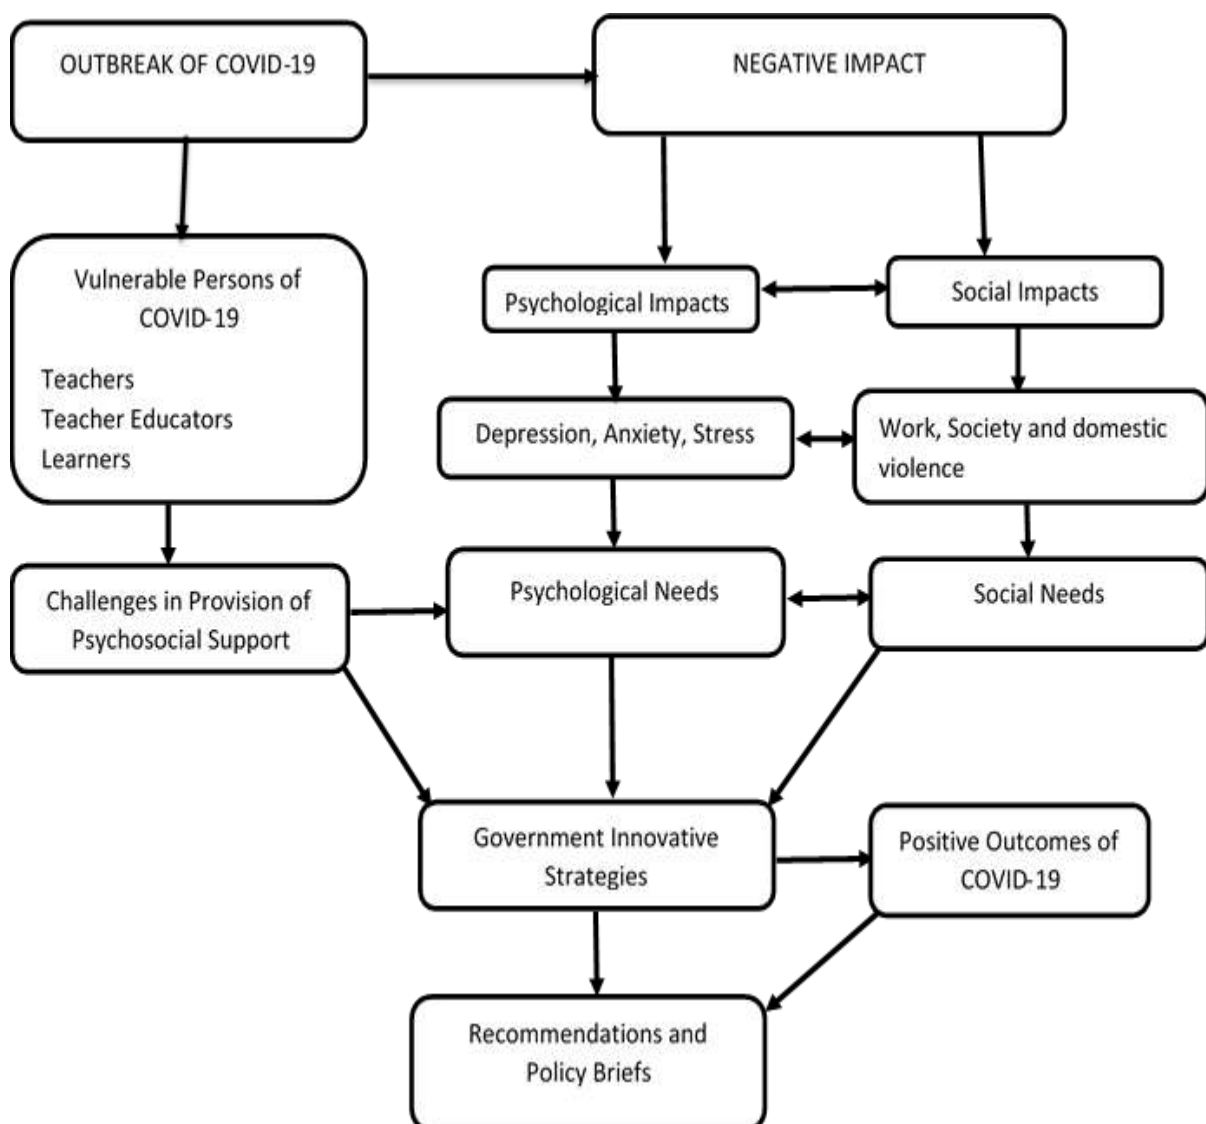 OUTBREAK OF COVID-19
NEGATIVE IMPACT
Vulnerable Persons of
COVID-19
Teachers
Teacher Educators
Learners
Psychological Impacts
Social Impacts
Depression, Anxiety, Stress
Work, Society and domestic
violence
Challenges in Provision of
Psychosocial Support
Psychological Needs
Social Needs
Government Innovative
Strategies
Positive Outcomes of
COVID-19
Recommendations and
Policy Briefs